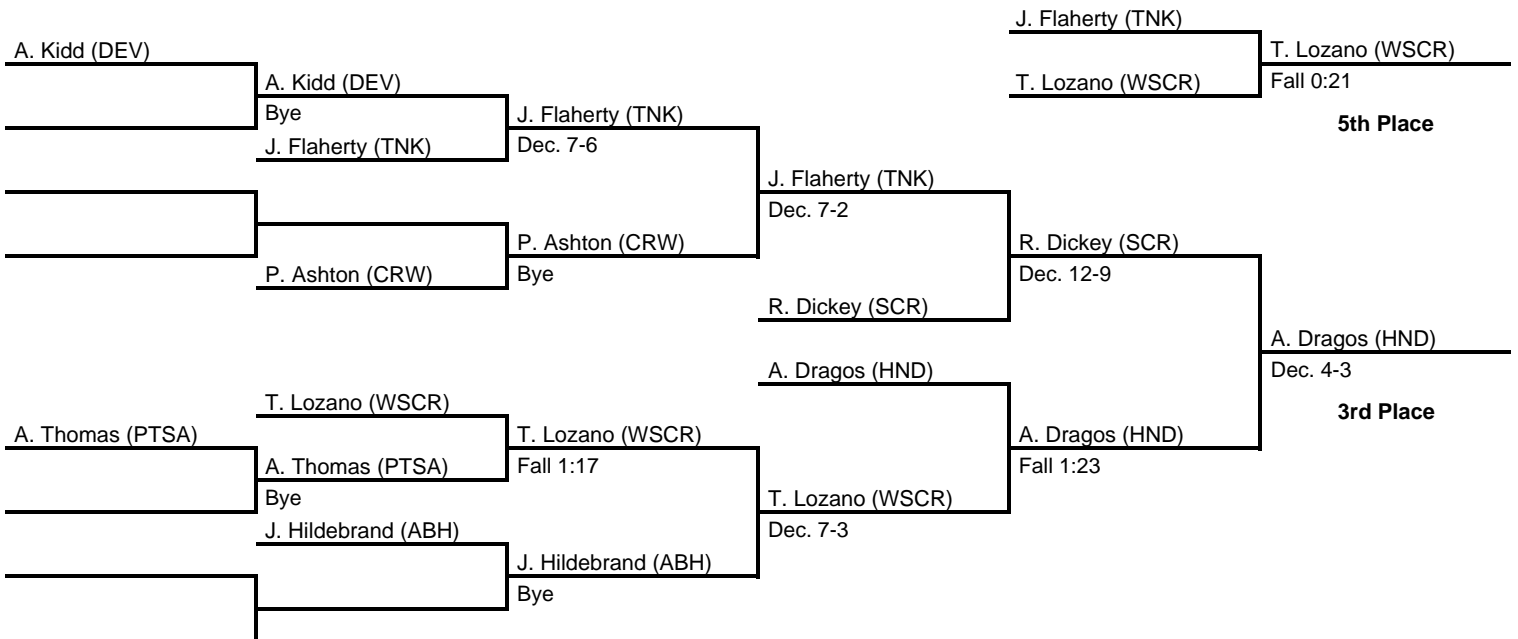 J. Flaherty (TNK)
A. Kidd (DEV)
T. Lozano (WSCR)
A. Kidd (DEV)
T. Lozano (WSCR)
Fall 0:21
Bye
J. Flaherty (TNK)
5th Place
J. Flaherty (TNK)
Dec. 7-6
J. Flaherty (TNK)
Dec. 7-2
P. Ashton (CRW)
R. Dickey (SCR)
P. Ashton (CRW)
Bye
Dec. 12-9
R. Dickey (SCR)
A. Dragos (HND)
A. Dragos (HND)
Dec. 4-3
T. Lozano (WSCR)
3rd Place
A. Thomas (PTSA)
T. Lozano (WSCR)
A. Dragos (HND)
A. Thomas (PTSA)
Fall 1:17
Fall 1:23
Bye
T. Lozano (WSCR)
J. Hildebrand (ABH)
Dec. 7-3
J. Hildebrand (ABH)
Bye